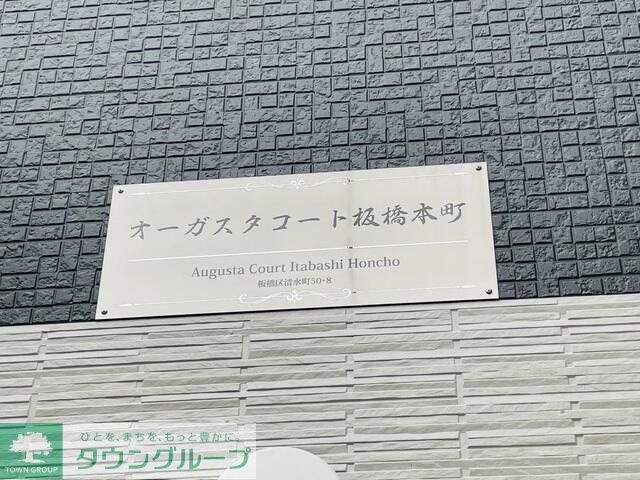 オーガスタコート板橋本町
Augusta Court Itabashi Honcho
板橋区清水町50-8
ひとを、まちを、もっと豊かに。
タウングループ
TOWN GROUP